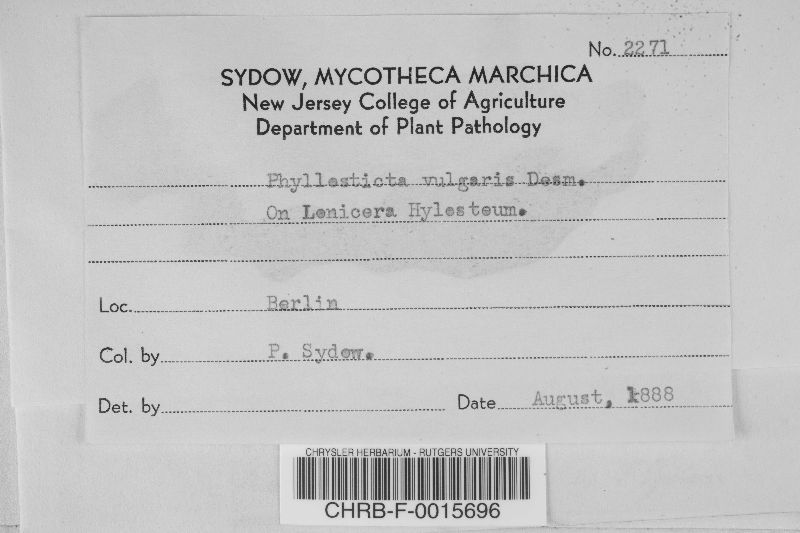 No. 2271
SYDOW, MYCOTHECA MARCHICA
New Jersey College of Agriculture
Department of Plant Pathology
Phyllosticta vulgaris Desm.
On Lonicera Hylosteum.
Loc. Berlin
Col. by P. Sydow.
Det. by
Date August, 1888
CHRYSLER HERBARIUM - RUTGERS UNIVERSITY
CHRB-F-0015696